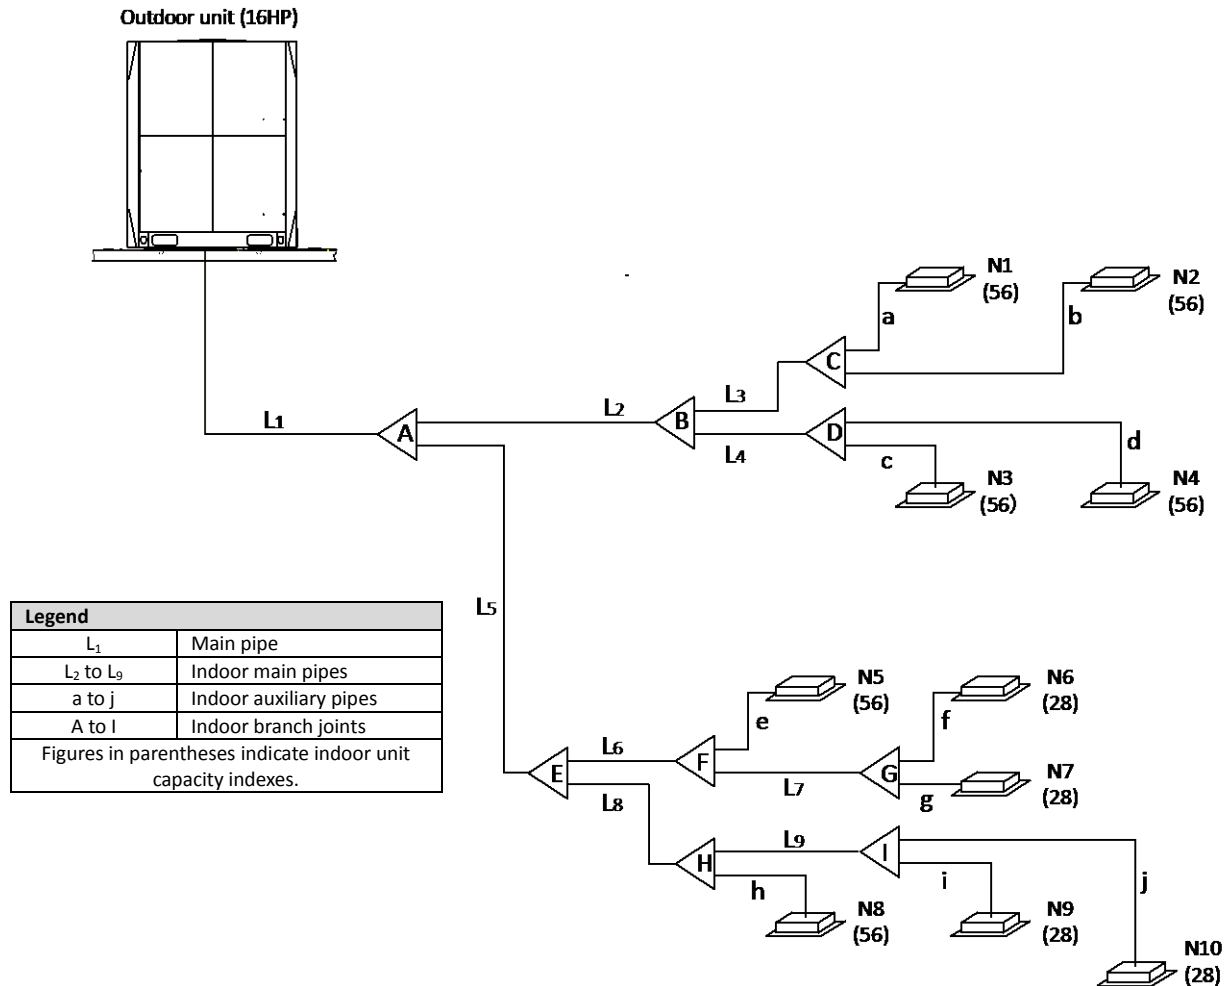 Outdoor unit (16HP)
N1
(56)
N2
(56)
a
b
C
L3
L2
B
L1
A
L4
D
c
d
N3
(56)
N4
(56)
L5
Legend
L1 Main pipe
L2 to L9 Indoor main pipes
a to j Indoor auxiliary pipes
A to I Indoor branch joints
Figures in parentheses indicate indoor unit
capacity indexes.
N5
(56)
N6
(28)
e
f
L6
F
E
L7
G
N7
(28)
g
L8
L9
H
I
h
i
j
N8
(56)
N9
(28)
N10
(28)